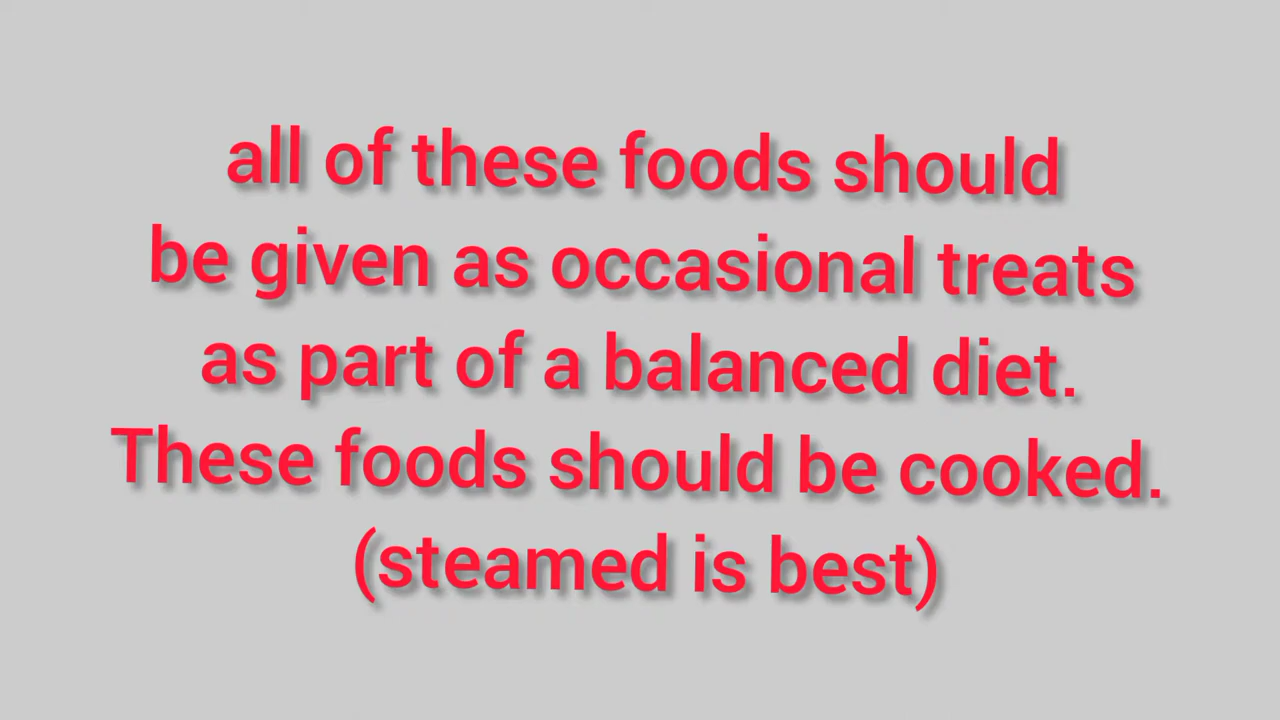 all of these foods should
be given as occasional treats
as part of a balanced diet.
These foods should be cooked.
(steamed is best)